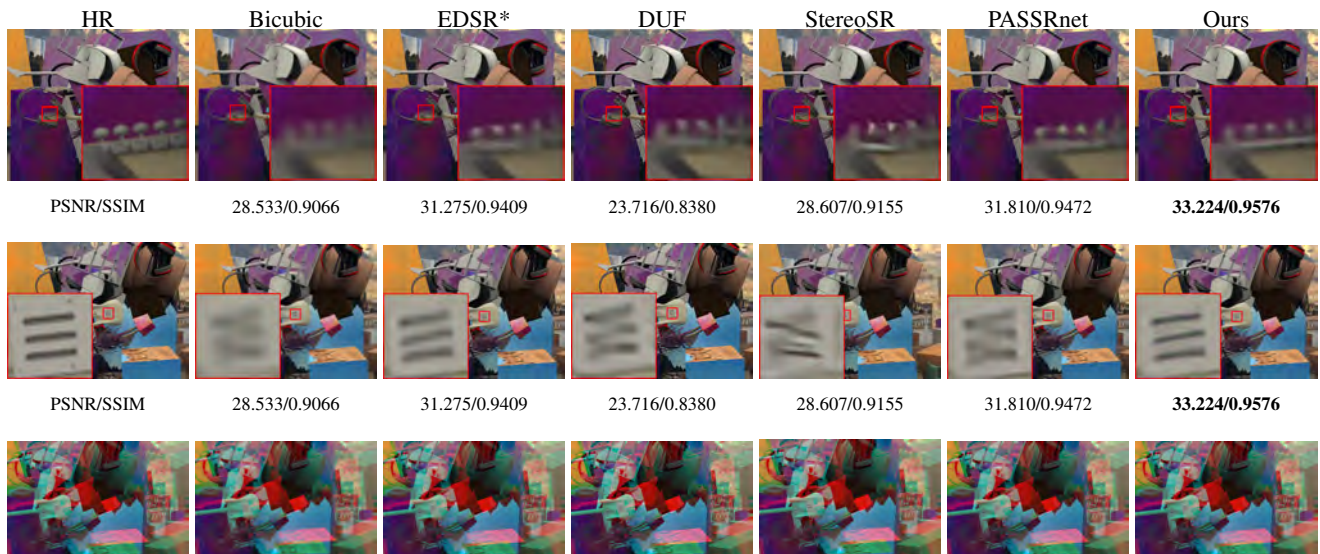 HR Bicubic EDSR* DUF StereoSR PASSRnet Ours
PSNR/SSIM 28.533/0.9066 31.275/0.9409 23.716/0.8380 28.607/0.9155 31.810/0.9472 33.224/0.9576
PSNR/SSIM 28.533/0.9066 31.275/0.9409 23.716/0.8380 28.607/0.9155 31.810/0.9472 33.224/0.9576